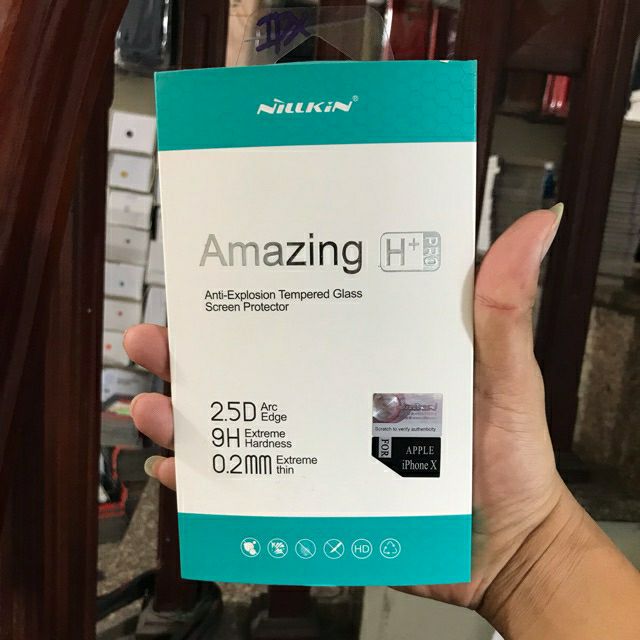 IPX
NILLKIN®
Amazing H+ PRO
Anti-Explosion Tempered Glass
Screen Protector
2.5D Arc Edge
9H Extreme Hardness
0.2mm Extreme thin
Scratch to verify authenticity
FOR APPLE iPhone X
HD